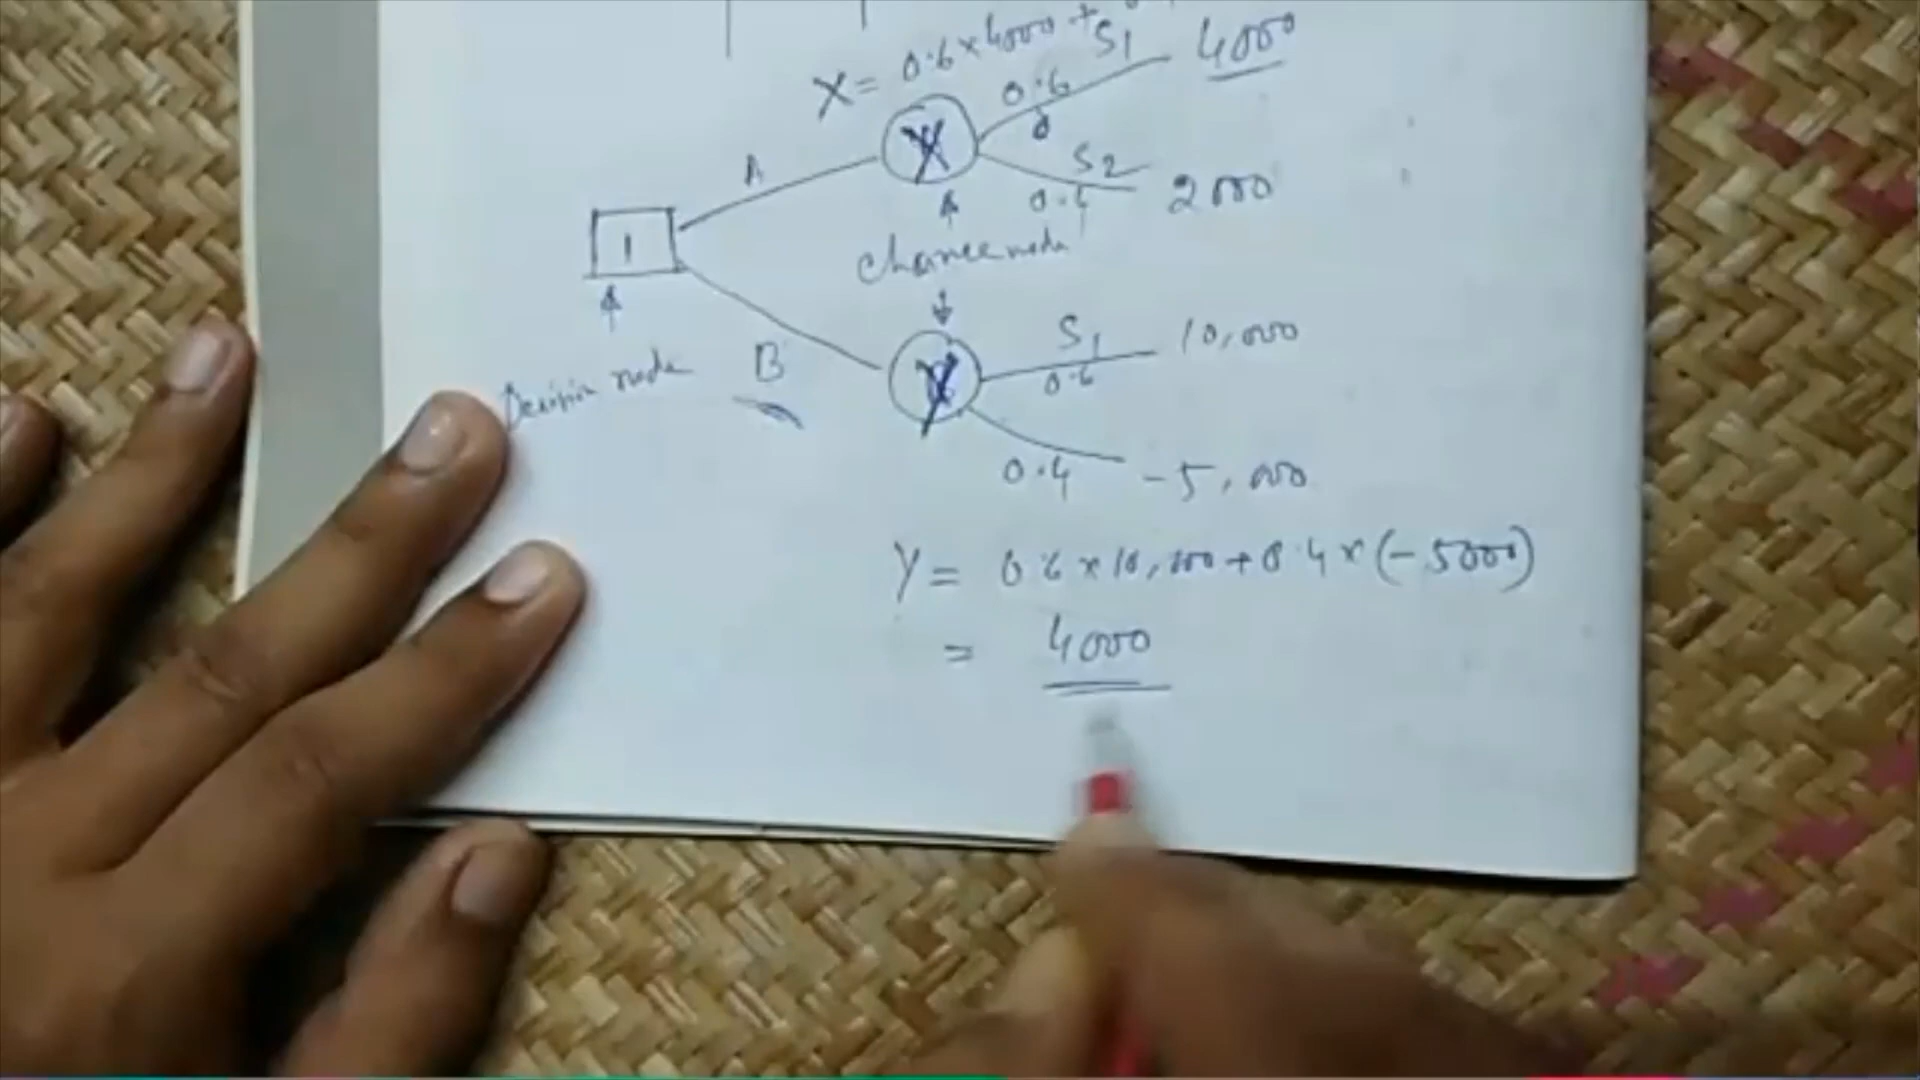 X = 0.6 x 4000 +
S1
4000
0.6
X
A
S2
2000
0.4
1
Chance node
Decision node
B
Y
S1
10,000
0.6
0.4
-5,000
Y = 0.6 x 10,000 + 0.4 x (-5000)
= 4000